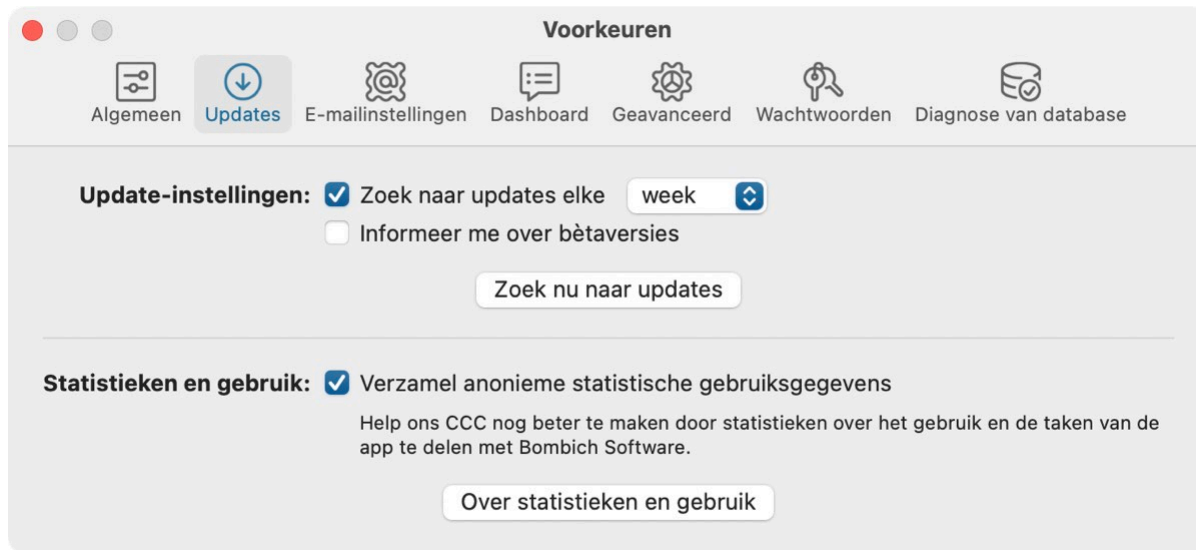 Voorkeuren
Algemeen Updates E-mailinstellingen Dashboard Geavanceerd Wachtwoorden Diagnose van database
Update-instellingen: Zoek naar updates elke week
Informeer me over bètaversies
Zoek nu naar updates
Statistieken en gebruik: Verzamel anonieme statistische gebruiksgegevens
Help ons CCC nog beter te maken door statistieken over het gebruik en de taken van de
app te delen met Bombich Software.
Over statistieken en gebruik